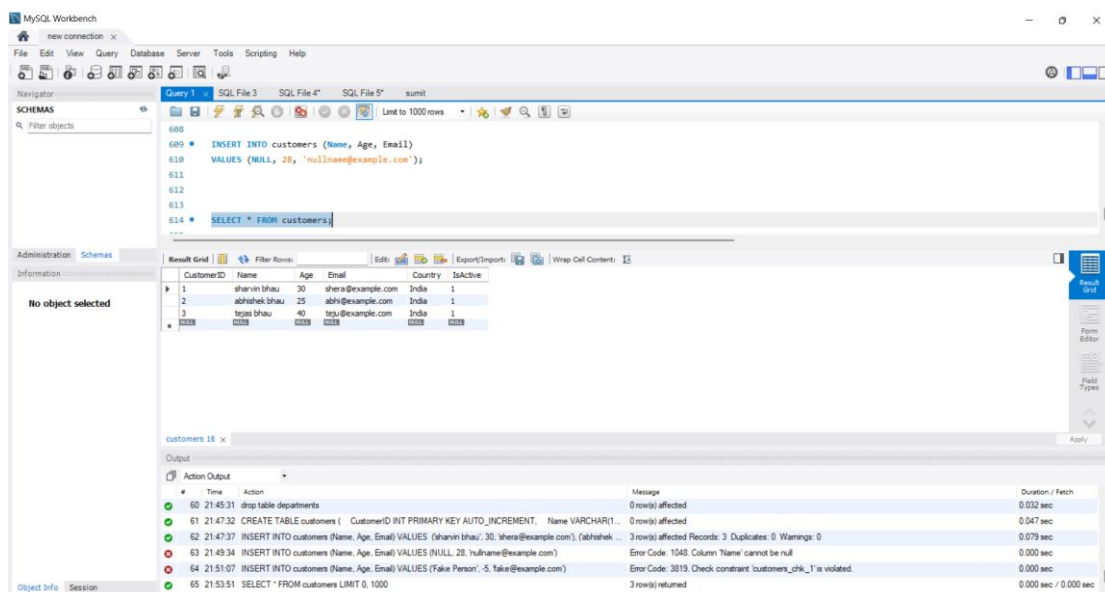 MySQL Workbench
new connection x
File Edit View Query Database Server Tools Scripting Help
Navigator
SCHEMAS
Filter objects
Administration Schemas
Information
No object selected
Object Info Session
Query 1 x SQL File 3 SQL File 4* SQL File 5* sumit
Limit to 1000 rows
608
609 INSERT INTO customers (Name, Age, Email)
610 VALUES (NULL, 28, 'nullname@example.com');
611
612
613
614 SELECT * FROM customers;
Result Grid Filter Rows: Edit: Export/Import: Wrap Cell Content:
CustomerID Name Age Email Country IsActive
1 sharvin bhau 30 shera@example.com India 1
2 abhishek bhau 25 abhi@example.com India 1
3 tejas bhau 40 teju@example.com India 1
NULL NULL NULL NULL NULL NULL
Result Grid
Form Editor
Field Types
customers 18 x
Apply
Output
Action Output
# Time Action Message Duration / Fetch
60 21:45:31 drop table departments 0 row(s) affected 0.032 sec
61 21:47:32 CREATE TABLE customers ( CustomerID INT PRIMARY KEY AUTO_INCREMENT, Name VARCHAR(1... 0 row(s) affected 0.047 sec
62 21:47:37 INSERT INTO customers (Name, Age, Email) VALUES ('sharvin bhau', 30, 'shera@example.com'), ('abhishek ... 3 row(s) affected Records: 3 Duplicates: 0 Warnings: 0 0.079 sec
63 21:49:34 INSERT INTO customers (Name, Age, Email) VALUES (NULL, 28, 'nullname@example.com') Error Code: 1048. Column 'Name' cannot be null 0.000 sec
64 21:51:07 INSERT INTO customers (Name, Age, Email) VALUES ('Fake Person', -5, 'fake@example.com') Error Code: 3819. Check constraint 'customers_chk_1' is violated. 0.000 sec
65 21:53:51 SELECT * FROM customers LIMIT 0, 1000 3 row(s) returned 0.000 sec / 0.000 sec